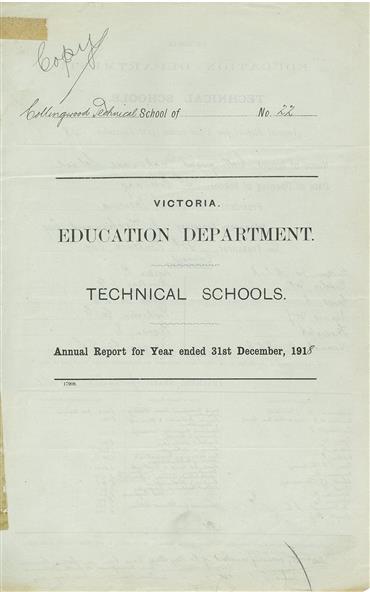 Copy
Collingwood Technical School of No. 22
VICTORIA.
EDUCATION DEPARTMENT.
TECHNICAL SCHOOLS.
Annual Report for Year ended 31st December, 1918
17908.